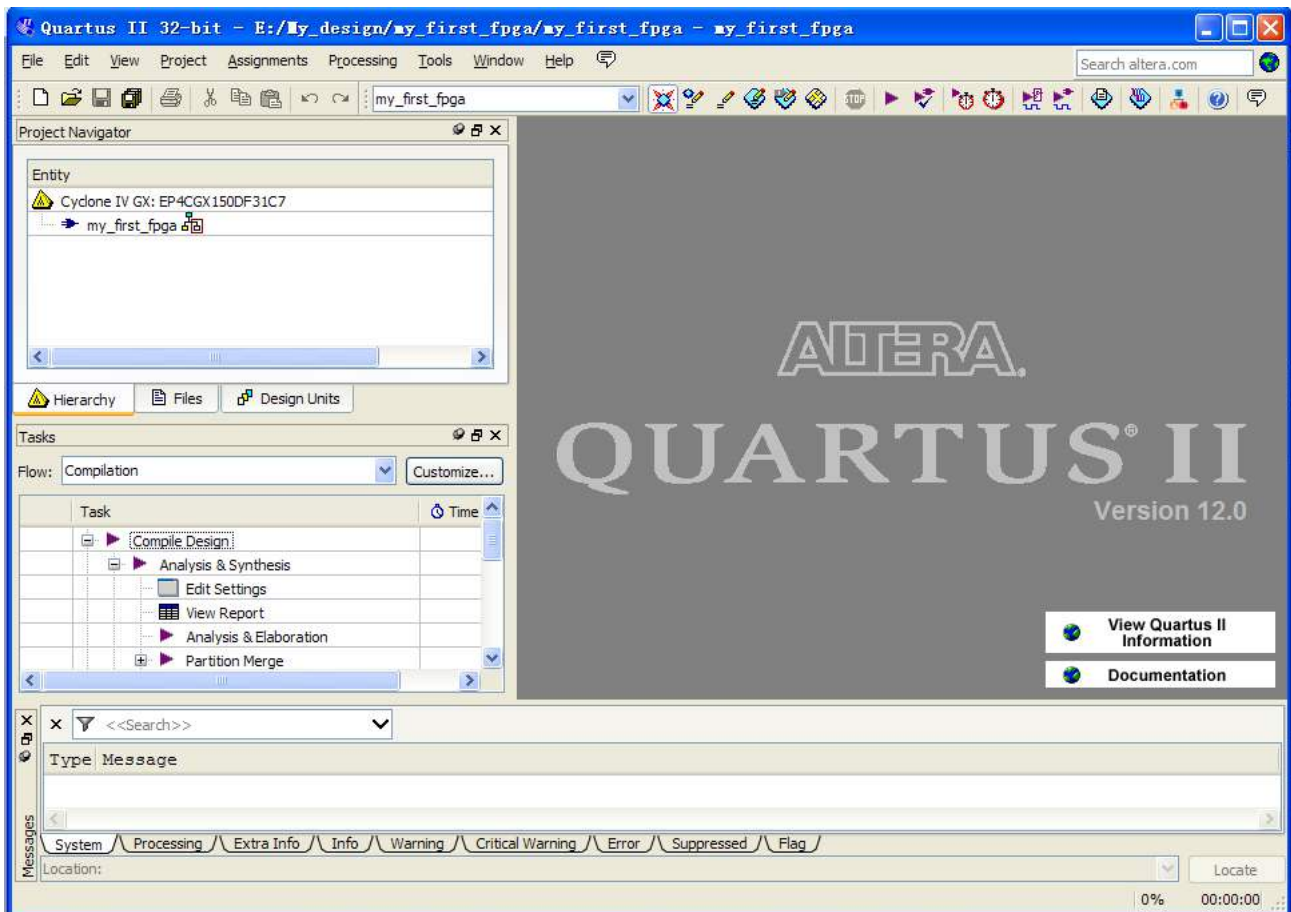 Quartus II 32-bit - E:/My_design/my_first_fpga/my_first_fpga - my_first_fpga
File Edit View Project Assignments Processing Tools Window Help
Search altera.com
my_first_fpga
STOP
Project Navigator
Entity
Cyclone IV GX: EP4CGX150DF31C7
my_first_fpga
Hierarchy Files Design Units
Tasks
Flow: Compilation Customize...
Task Time
Compile Design
Analysis & Synthesis
Edit Settings
View Report
Analysis & Elaboration
Partition Merge
ALTERA.
QUARTUS® II
Version 12.0
View Quartus II
Information
Documentation
<<Search>>
Type Message
Messages
System Processing Extra Info Info Warning Critical Warning Error Suppressed Flag
Location: Locate
0% 00:00:00